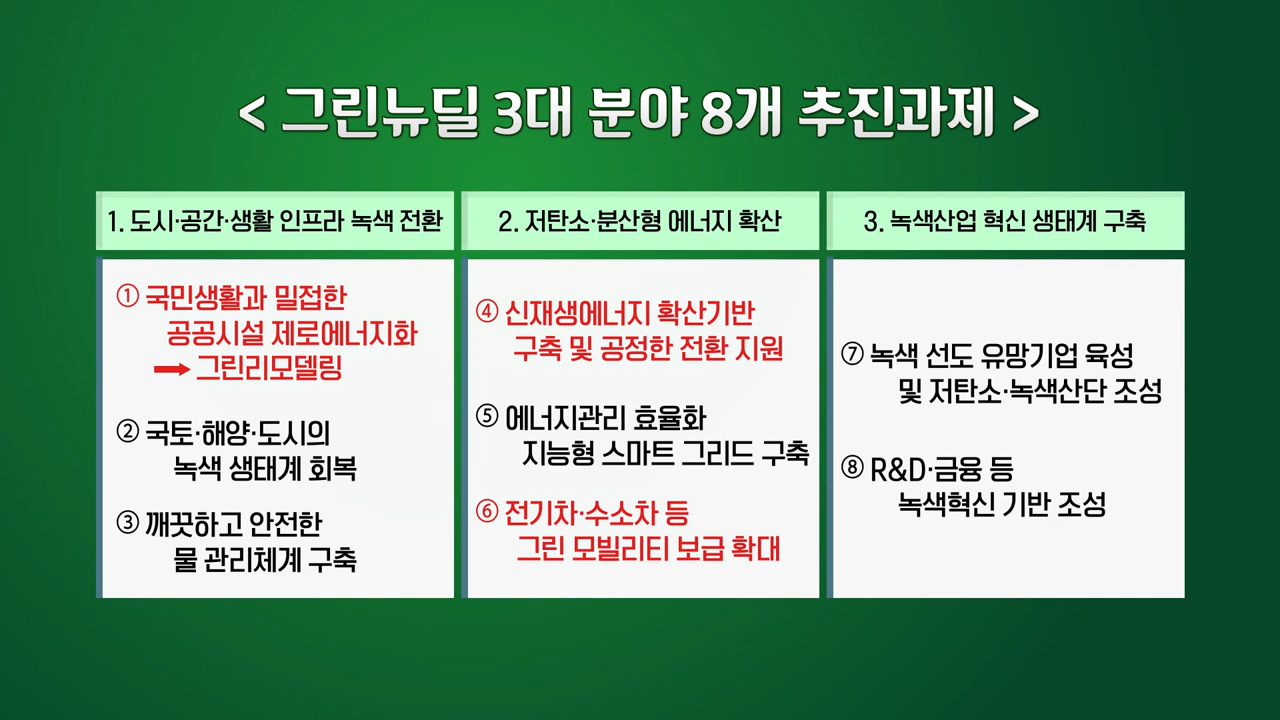 < 그린뉴딜 3대 분야 8개 추진과제 >
1. 도시·공간·생활 인프라 녹색 전환
① 국민생활과 밀접한
공공시설 제로에너지화
➡ 그린리모델링
② 국토·해양·도시의
녹색 생태계 회복
③ 깨끗하고 안전한
물 관리체계 구축
2. 저탄소·분산형 에너지 확산
④ 신재생에너지 확산기반
구축 및 공정한 전환 지원
⑤ 에너지관리 효율화
지능형 스마트 그리드 구축
⑥ 전기차·수소차 등
그린 모빌리티 보급 확대
3. 녹색산업 혁신 생태계 구축
⑦ 녹색 선도 유망기업 육성
및 저탄소·녹색산단 조성
⑧ R&D·금융 등
녹색혁신 기반 조성